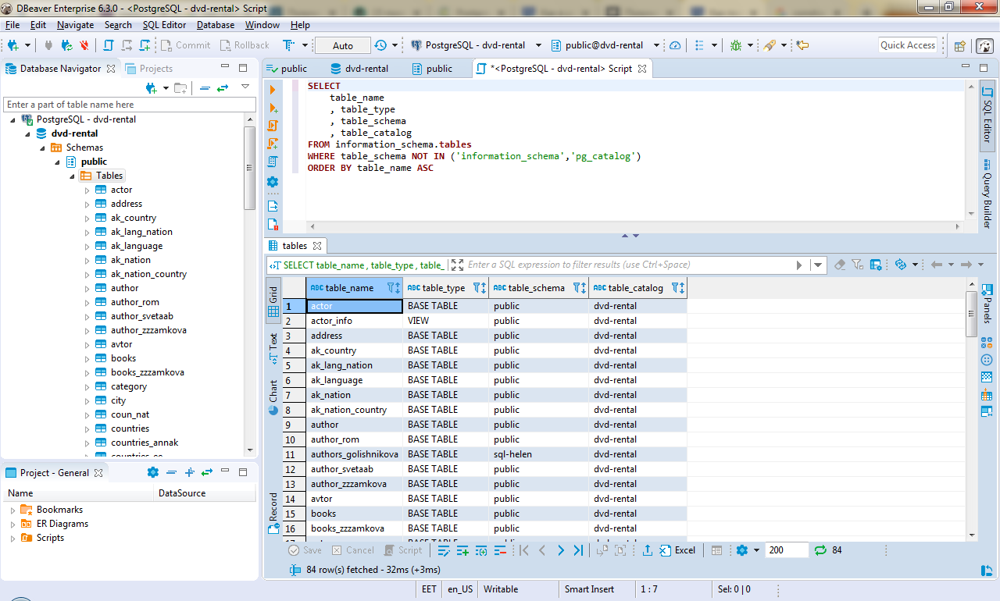 DBeaver Enterprise 6.3.0 - <PostgreSQL - dvd-rental> Script
File Edit Navigate Search SQL Editor Database Window Help
Commit Rollback Auto PostgreSQL - dvd-rental public@dvd-rental Quick Access
Database Navigator Projects
Enter a part of table name here
PostgreSQL - dvd-rental
dvd-rental
Schemas
public
Tables
actor
address
ak_country
ak_lang_nation
ak_language
ak_nation
ak_nation_country
author
author_rom
author_svetaab
author_zzzamkova
avtor
books
books_zzzamkova
category
city
coun_nat
countries
countries_annak
Project - General
Name DataSource
Bookmarks
ER Diagrams
Scripts
public dvd-rental public *<PostgreSQL - dvd-rental> Script
SELECT
table_name
, table_type
, table_schema
, table_catalog
FROM information_schema.tables
WHERE table_schema NOT IN ('information_schema','pg_catalog')
ORDER BY table_name ASC
SQL Editor
Query Builder
tables
SELECT table_name , table_type , table_ Enter a SQL expression to filter results (use Ctrl+Space)
Grid
Text
Chart
Record
Panels
ABC table_name ABC table_type ABC table_schema ABC table_catalog
1 actor BASE TABLE public dvd-rental
2 actor_info VIEW public dvd-rental
3 address BASE TABLE public dvd-rental
4 ak_country BASE TABLE public dvd-rental
5 ak_lang_nation BASE TABLE public dvd-rental
6 ak_language BASE TABLE public dvd-rental
7 ak_nation BASE TABLE public dvd-rental
8 ak_nation_country BASE TABLE public dvd-rental
9 author BASE TABLE public dvd-rental
10 author_rom BASE TABLE public dvd-rental
11 authors_golishnikova BASE TABLE sql-helen dvd-rental
12 author_svetaab BASE TABLE public dvd-rental
13 author_zzzamkova BASE TABLE public dvd-rental
14 avtor BASE TABLE public dvd-rental
15 books BASE TABLE public dvd-rental
16 books_zzzamkova BASE TABLE public dvd-rental
Save Cancel Script Excel 200 84
84 row(s) fetched - 32ms (+3ms)
EET en_US Writable Smart Insert 1 : 7 Sel: 0 | 0